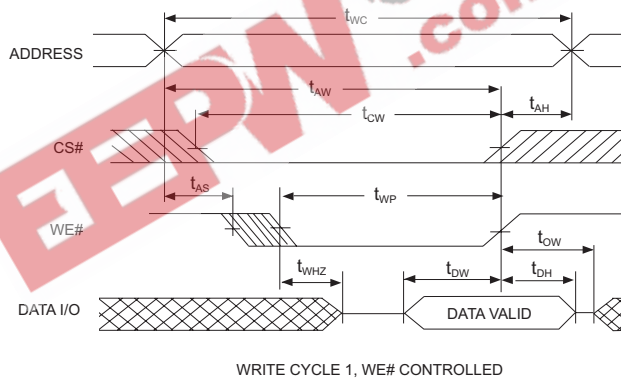 tWC
ADDRESS
tAW
tCW
tAH
CS#
tAS
tWP
WE#
tOW
tWHZ
tDW
tDH
DATA I/O
DATA VALID
WRITE CYCLE 1, WE# CONTROLLED
EEPW
.com